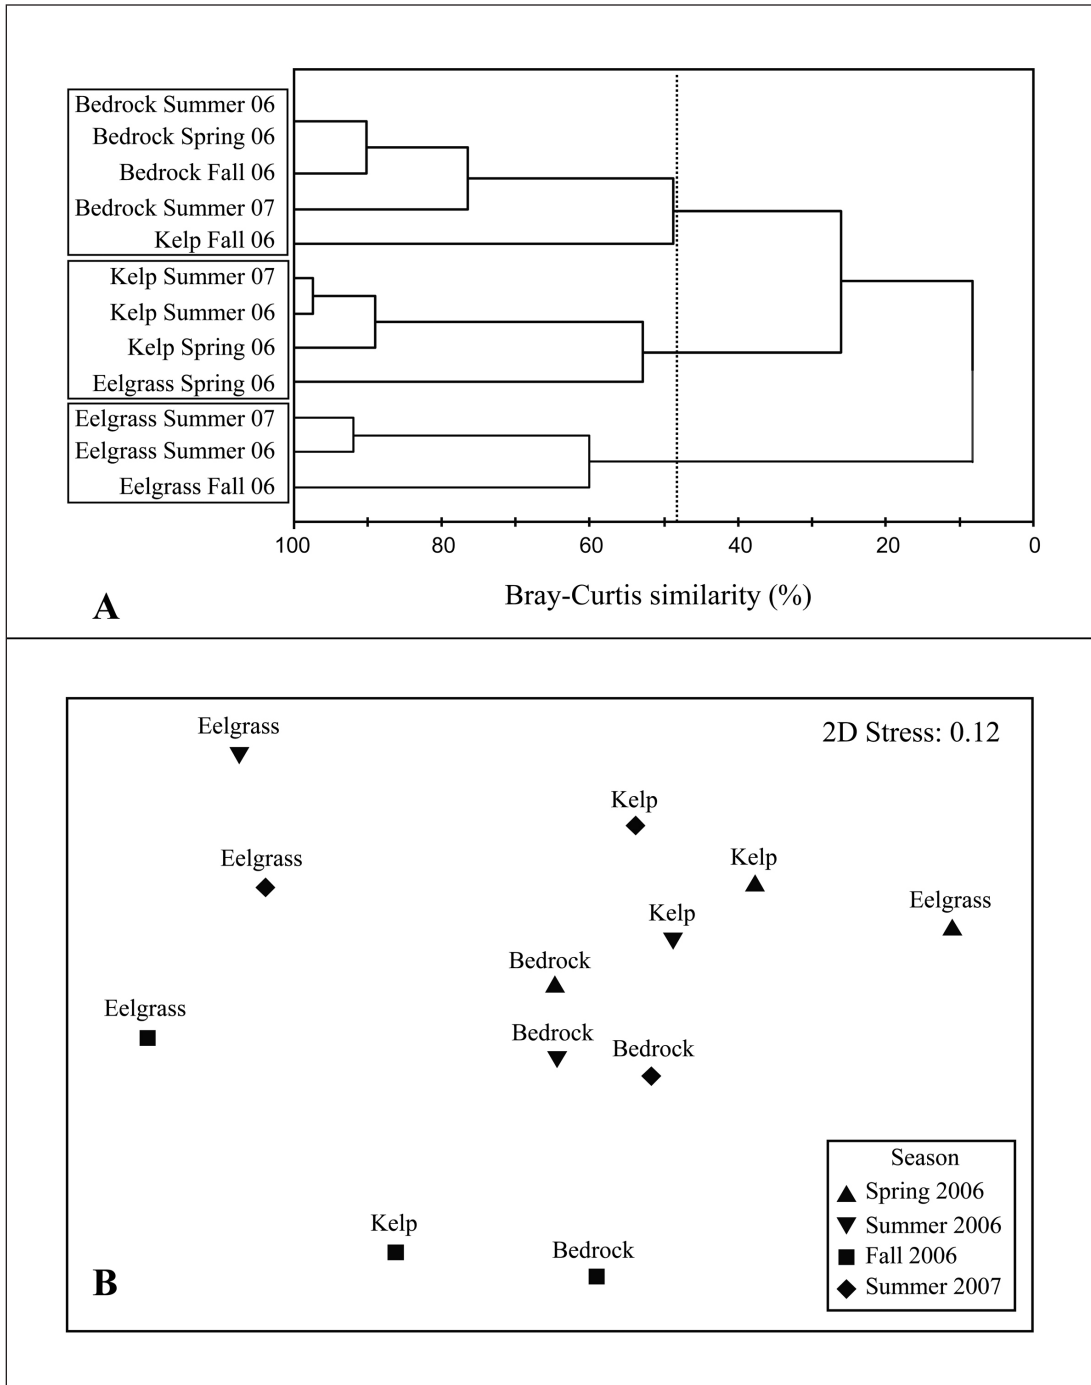 Bedrock Summer 06
Bedrock Spring 06
Bedrock Fall 06
Bedrock Summer 07
Kelp Fall 06
Kelp Summer 07
Kelp Summer 06
Kelp Spring 06
Eelgrass Spring 06
Eelgrass Summer 07
Eelgrass Summer 06
Eelgrass Fall 06
100 80 60 40 20 0
Bray-Curtis similarity (%)
A
Eelgrass
2D Stress: 0.12
Kelp
Eelgrass
Kelp
Eelgrass
Kelp
Bedrock
Eelgrass
Bedrock
Bedrock
Season
Spring 2006
Summer 2006
Fall 2006
Summer 2007
Kelp
Bedrock
B